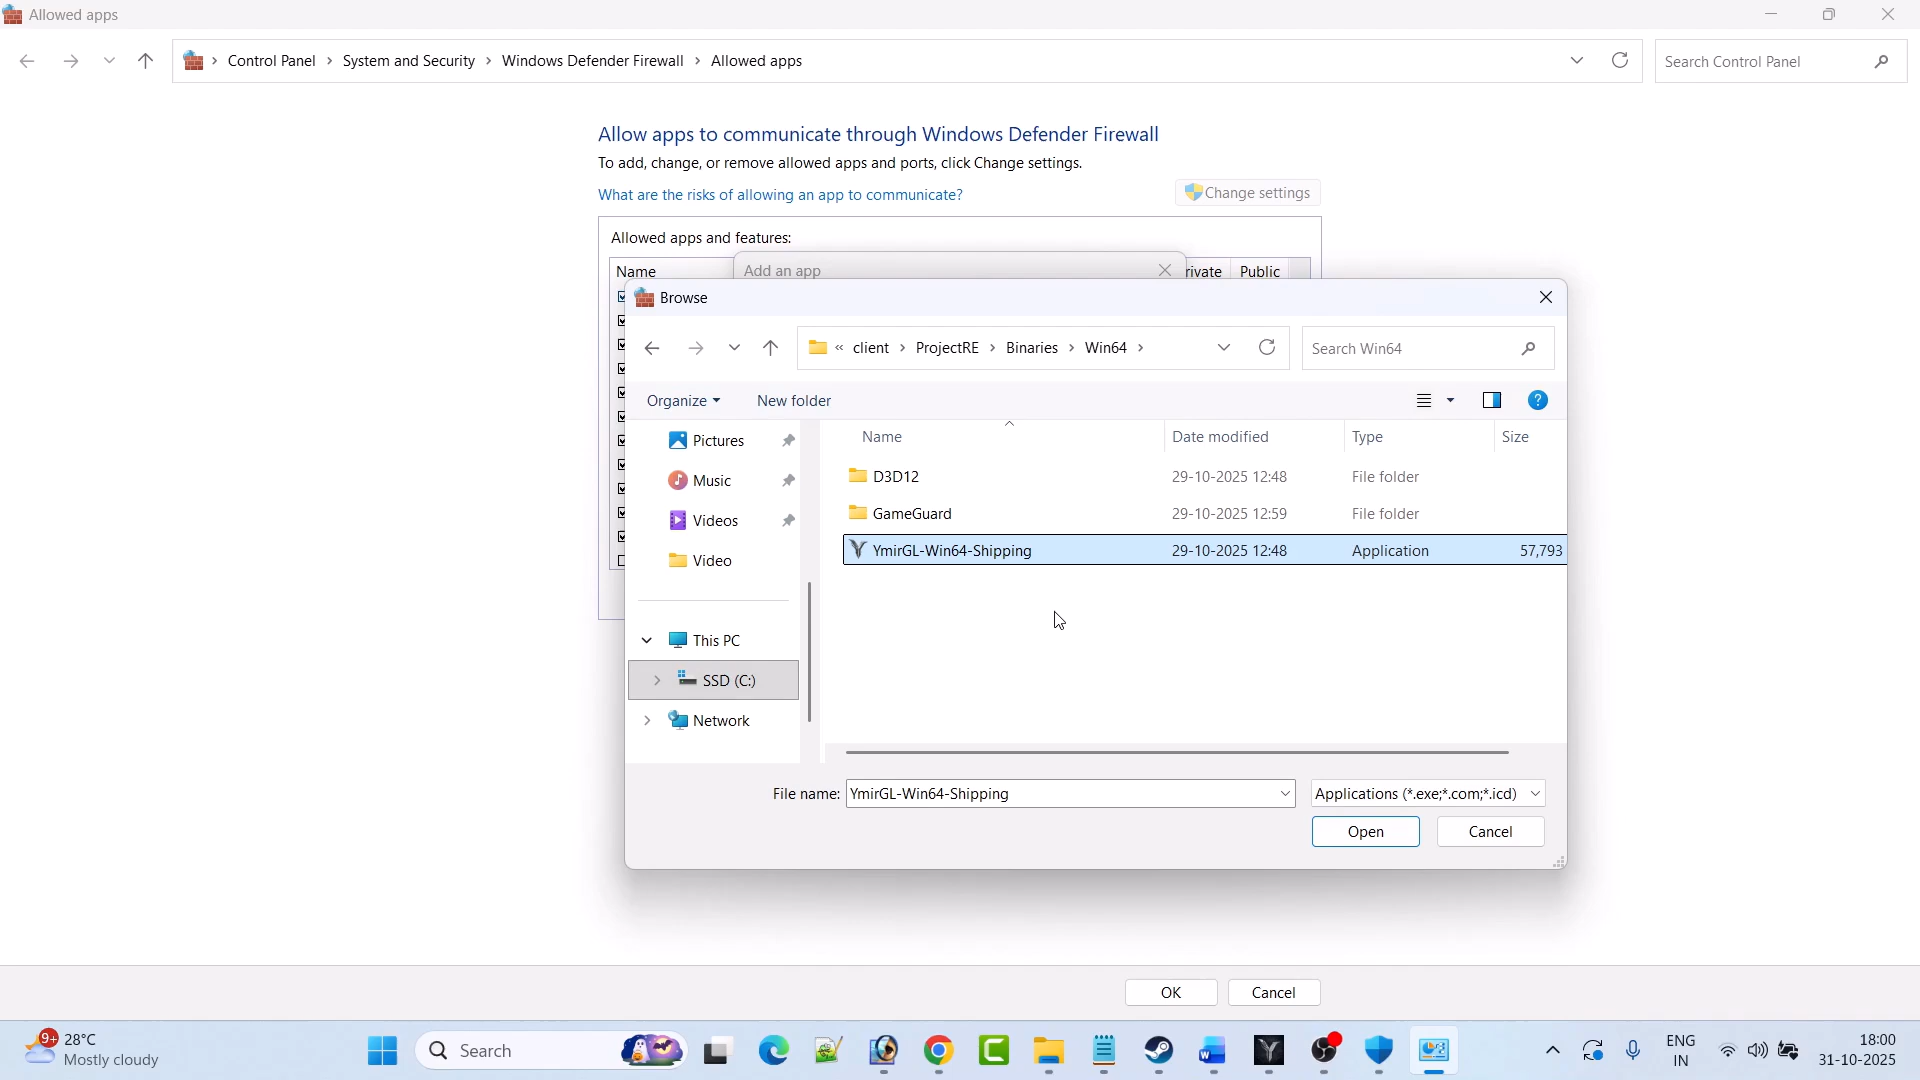 Allowed apps
Control Panel › System and Security › Windows Defender Firewall › Allowed apps
Search Control Panel
Allow apps to communicate through Windows Defender Firewall
To add, change, or remove allowed apps and ports, click Change settings.
What are the risks of allowing an app to communicate?
Change settings
Allowed apps and features:
Name
Add an app
rivate Public
Browse
« client › ProjectRE › Binaries › Win64 ›
Search Win64
Organize New folder
Pictures
Music
Videos
Video
This PC
SSD (C:)
Network
Name Date modified Type Size
D3D12 29-10-2025 12:48 File folder
GameGuard 29-10-2025 12:59 File folder
YmirGL-Win64-Shipping 29-10-2025 12:48 Application 57,793
File name: YmirGL-Win64-Shipping
Applications (*.exe;*.com;*.icd)
Open Cancel
OK Cancel
9+
28°C
Mostly cloudy
Search
ENG
IN
18:00
31-10-2025